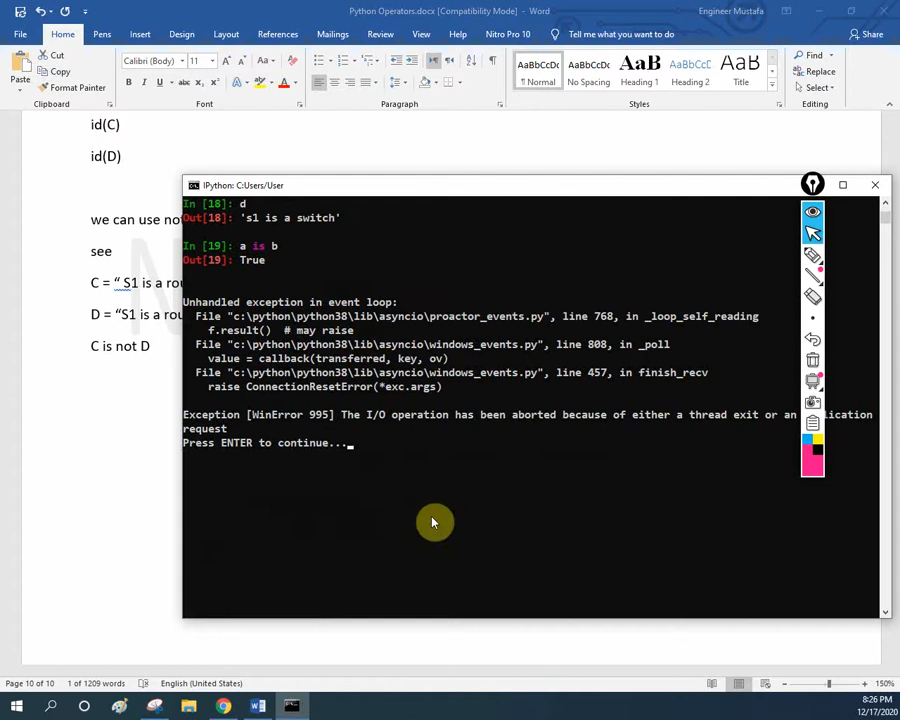 Python Operators.docx [Compatibility Mode] - Word
Engineer Mustafa
File Home Pens Insert Design Layout References Mailings Review View Help Nitro Pro 10 Tell me what you want to do Share
Paste
Cut
Copy
Format Painter
Clipboard
Calibri (Body) 11
Font
Paragraph
AaBbCcDc AaBbCcDc AaBbC AaBbCcC AaB
¶ Normal No Spacing Heading 1 Heading 2 Title
Styles
Find
Replace
Select
Editing
id(C)
id(D)
we can use no
see
C = “ S1 is a rou
D = “S1 is a rou
C is not D
IPython: C:Users/User
In [18]: d
Out[18]: 's1 is a switch'
In [19]: a is b
Out[19]: True
Unhandled exception in event loop:
File "c:\python\python38\lib\asyncio\proactor_events.py", line 768, in _loop_self_reading
f.result()  # may raise
File "c:\python\python38\lib\asyncio\windows_events.py", line 808, in _poll
value = callback(transferred, key, ov)
File "c:\python\python38\lib\asyncio\windows_events.py", line 457, in finish_recv
raise ConnectionResetError(*exc.args)
Exception [WinError 995] The I/O operation has been aborted because of either a thread exit or an lication
request
Press ENTER to continue...
Page 10 of 10 1 of 1209 words English (United States) 150%
8:26 PM
12/17/2020